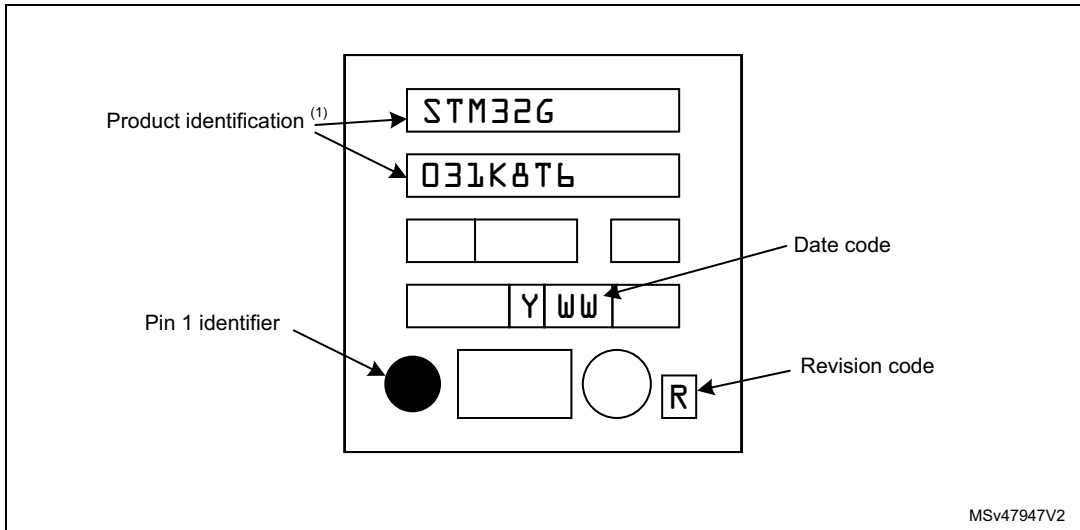 STM32G
Product identification (1)
031K8T6
Date code
Y WW
Pin 1 identifier
Revision code
R
MSv47947V2